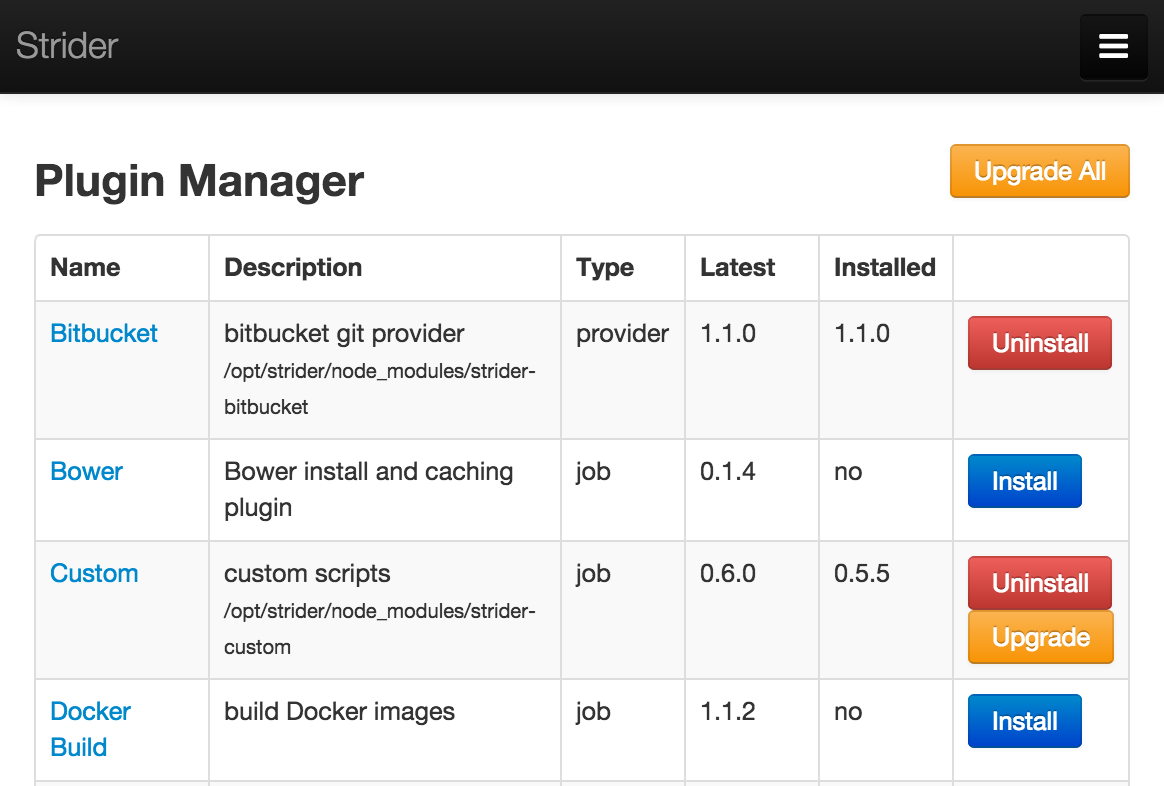 Strider
Plugin Manager
Upgrade All
Name Description Type Latest Installed
Bitbucket bitbucket git provider provider 1.1.0 1.1.0 Uninstall
/opt/strider/node_modules/strider-
bitbucket
Bower Bower install and caching job 0.1.4 no Install
plugin
Custom custom scripts job 0.6.0 0.5.5 Uninstall
/opt/strider/node_modules/strider-
custom
Upgrade
Docker build Docker images job 1.1.2 no Install
Build